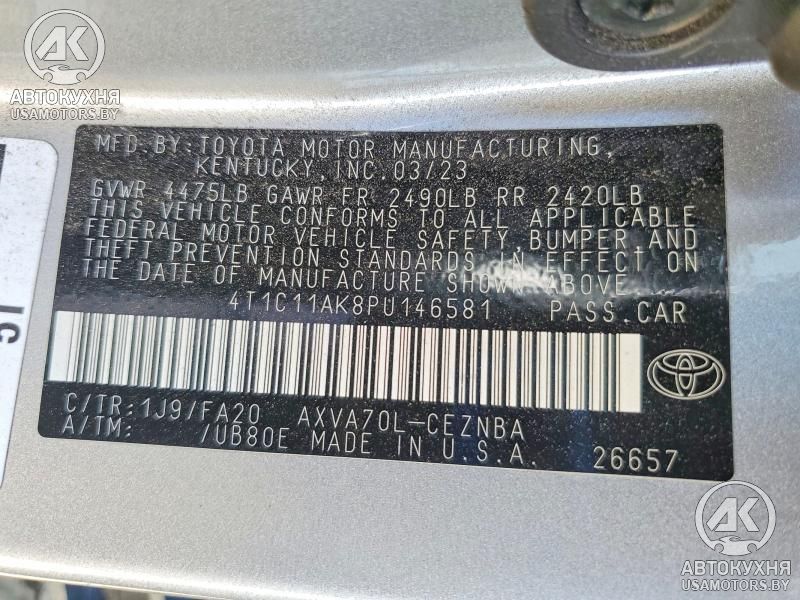 AK
АВТОКУХНЯ
USAMOTORS.BY
MFD.BY:TOYOTA MOTOR MANUFACTURING,
KENTUCKY, INC.03/23
GVWR 4475LB GAWR FR 2490LB RR 2420LB
THIS VEHICLE CONFORMS TO ALL APPLICABLE
FEDERAL MOTOR VEHICLE SAFETY,BUMPER,AND
THEFT PREVENTION STANDARDS IN EFFECT ON
THE DATE OF MANUFACTURE SHOWN ABOVE.
4T1C11AK8PU146581 PASS.CAR
C/TR:1J9/FA20 AXVA70L-CEZNBA
A/TM: /UB80E MADE IN U.S.A. 26657
AK
АВТОКУХНЯ
USAMOTORS.BY